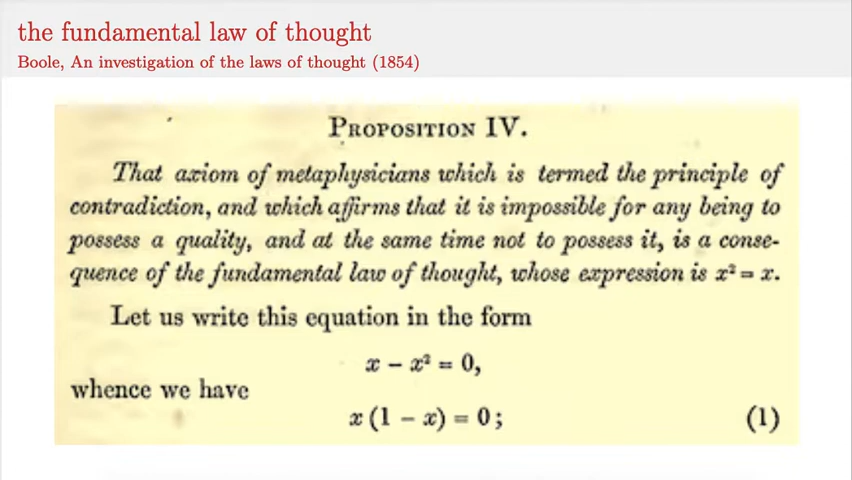 the fundamental law of thought
Boole, An investigation of the laws of thought (1854)
PROPOSITION IV.
That axiom of metaphysicians which is termed the principle of
contradiction, and which affirms that it is impossible for any being to
possess a quality, and at the same time not to possess it, is a conse-
quence of the fundamental law of thought, whose expression is x² = x.
Let us write this equation in the form
x − x² = 0,
whence we have
x (1 − x) = 0; (1)